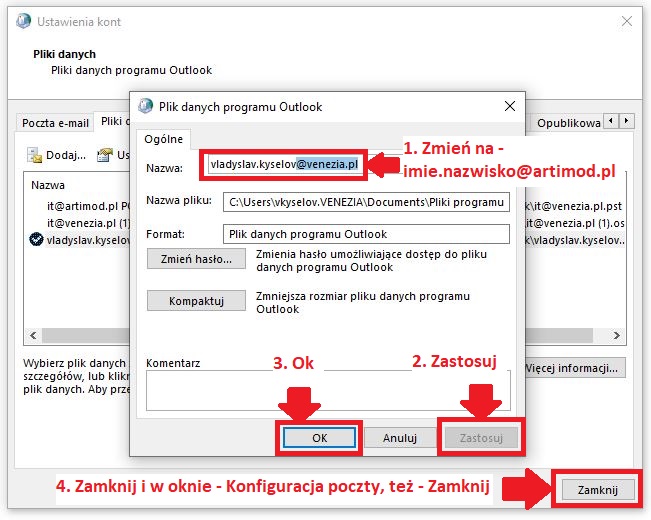 Ustawienia kont
Pliki danych
Pliki danych programu Outlook
Plik danych programu Outlook
Poczta e-mail
Pliki
Opublikowa
Ogólne
Dodaj...
Us
Nazwa:
vladyslav.kyselov@venezia.pl
1. Zmień na -
imie.nazwisko@artimod.pl
Nazwa
Nazwa pliku:
C:\Users\vkyselov.VENEZIA\Documents\Pliki programu
it@artimod.pl PO
k\it@venezia.pl.pst
it@venezia.pl (1)
it@venezia.pl (1).os
Format:
Plik danych programu Outlook
vladyslav.kyselov
k\vladyslav.kyselov..
Zmień hasło...
Zmienia hasło umożliwiające dostęp do pliku
danych programu Outlook
Kompaktuj
Zmniejsza rozmiar pliku danych programu
Outlook
Komentarz
3. Ok
2. Zastosuj
Wybierz plik danych
szczegółów, lub klikn
plik danych. Aby prze
Więcej informacji...
OK
Anuluj
Zastosuj
4. Zamknij i w oknie - Konfiguracja poczty, też - Zamknij
Zamknij